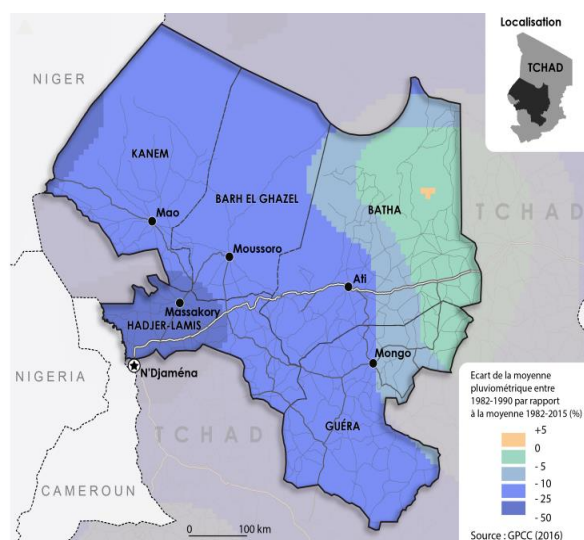 Localisation
TCHAD
NIGER
KANEM
BARH EL GHAZEL
BATHA
Mao
Moussoro
TCHAD
Ati
Massakory
HADJER-LAMIS
Mongo
N'Djaména
NIGERIA
GUÉRA
TCHAD
CAMEROUN
0 100 km
Ecart de la moyenne
pluviométrique entre
1982-1990 par rapport
à la moyenne 1982-2015 (%)
+5
0
- 5
- 10
- 25
- 50
Source : GPCC (2016)